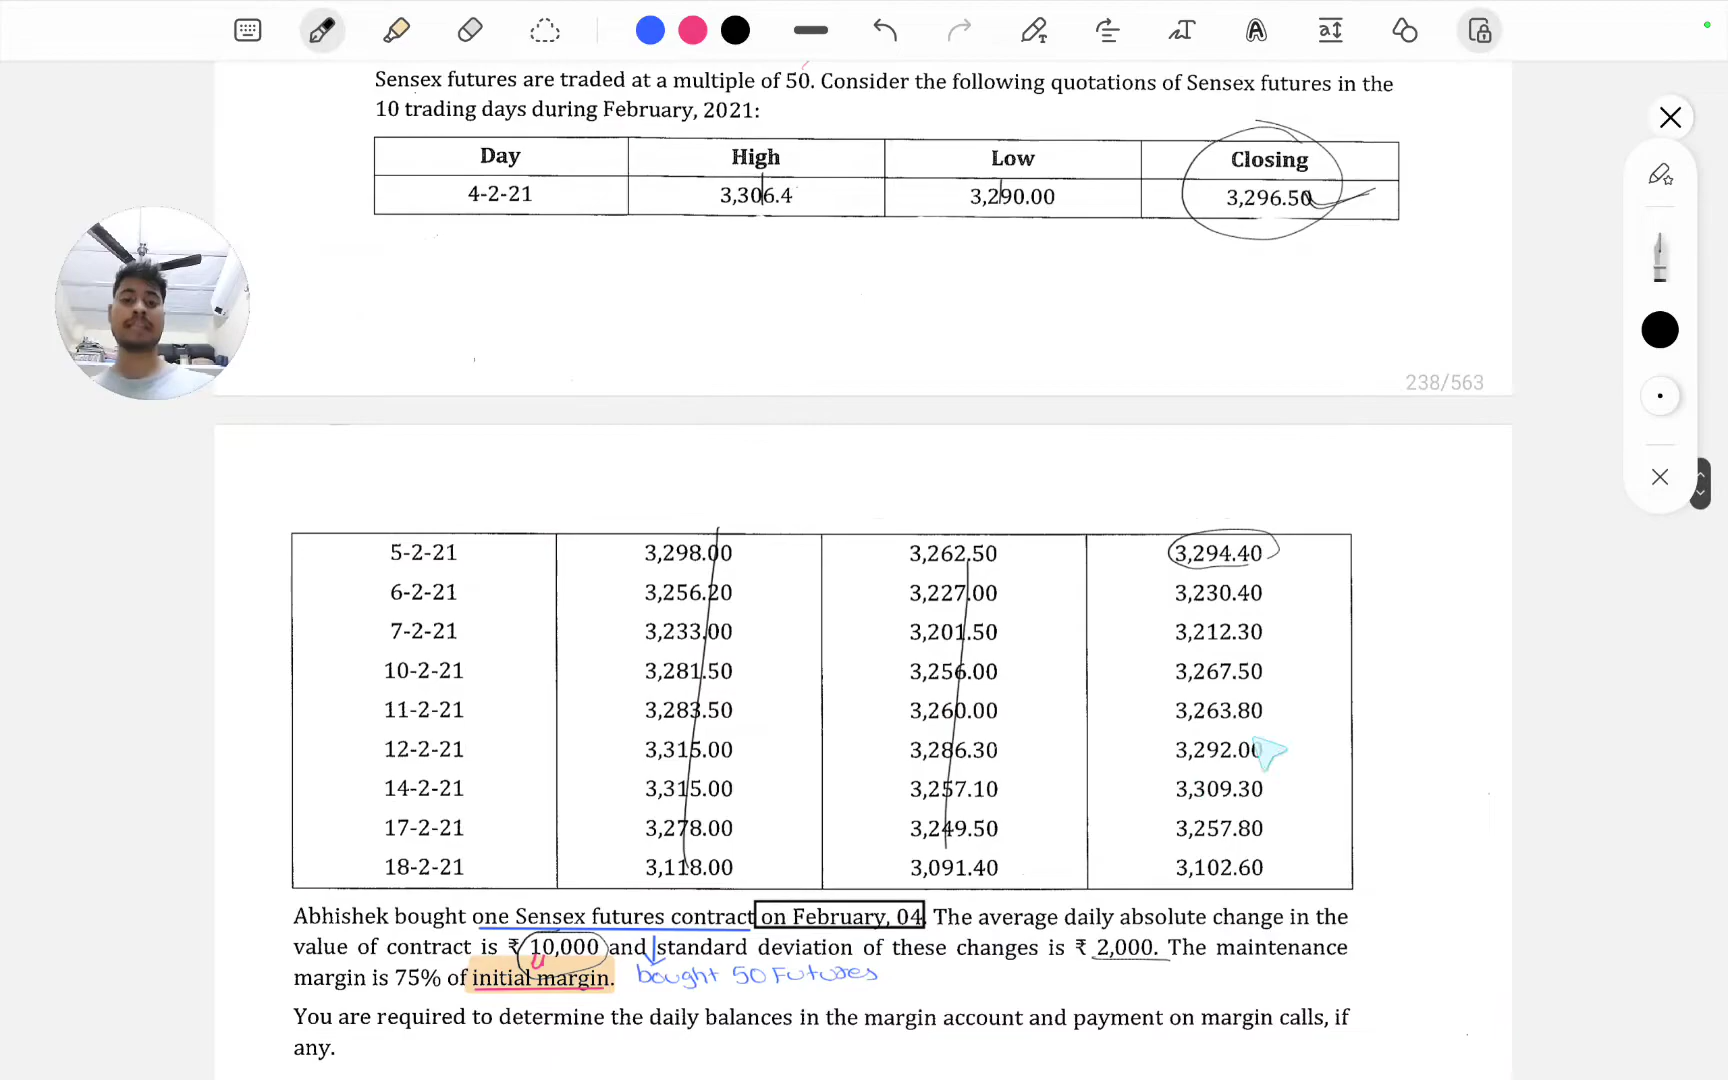 Sensex futures are traded at a multiple of 50. Consider the following quotations of Sensex futures in the
10 trading days during February, 2021:
Day High Low Closing
4-2-21 3,306.4 3,290.00 3,296.50
238/563
5-2-21 3,298.00 3,262.50 3,294.40
6-2-21 3,256.20 3,227.00 3,230.40
7-2-21 3,233.00 3,201.50 3,212.30
10-2-21 3,281.50 3,256.00 3,267.50
11-2-21 3,283.50 3,260.00 3,263.80
12-2-21 3,315.00 3,286.30 3,292.00
14-2-21 3,315.00 3,257.10 3,309.30
17-2-21 3,278.00 3,249.50 3,257.80
18-2-21 3,118.00 3,091.40 3,102.60
Abhishek bought one Sensex futures contract on February, 04. The average daily absolute change in the
value of contract is ₹ 10,000 and standard deviation of these changes is ₹ 2,000. The maintenance
margin is 75% of initial margin. bought 50 Futures
You are required to determine the daily balances in the margin account and payment on margin calls, if
any.